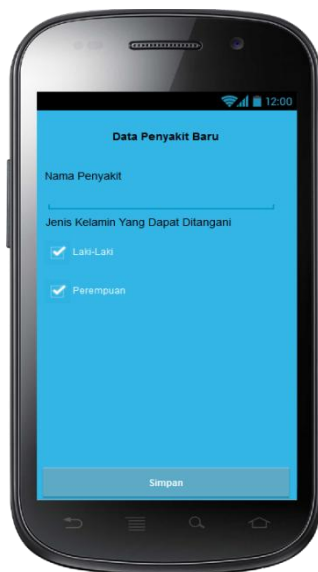 12:00
Data Penyakit Baru
Nama Penyakit
Jenis Kelamin Yang Dapat Ditangani
Laki-Laki
Perempuan
Simpan